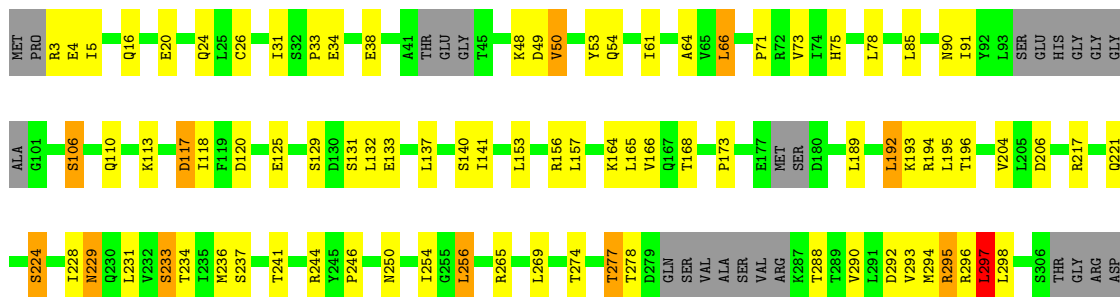 MET PRO R3 E4 I5 Q16 E20 Q24 L25 C26 I31 S32 P33 E34 E38 A41 THR GLU GLY T45 K48 D49 V50 Y53 Q54 I61 A64 V65 L66 P71 R72 V73 I74 H75 L78 L85 N90 I91 Y92 L93 SER GLU HIS GLY GLY GLY GLY
ALA G101 S106 Q110 K113 D117 I118 F119 D120 E125 S129 D130 S131 L132 E133 L137 S140 I141 L153 R156 L157 K164 L165 V166 Q167 T168 P173 E177 MET SER D180 L189 L192 K193 R194 L195 T196 V204 L205 D206 R217 Q221
S224 I228 N229 Q230 L231 V232 S233 T234 I235 M236 S237 T241 R244 Y245 P246 N250 I254 G255 L256 R265 L269 T274 T277 T278 D279 GLN SER VAL ALA SER VAL ARG K287 T288 T289 V290 L291 D292 V293 M294 R295 R296 L297 L298 S306 THR GLY ARG ASP